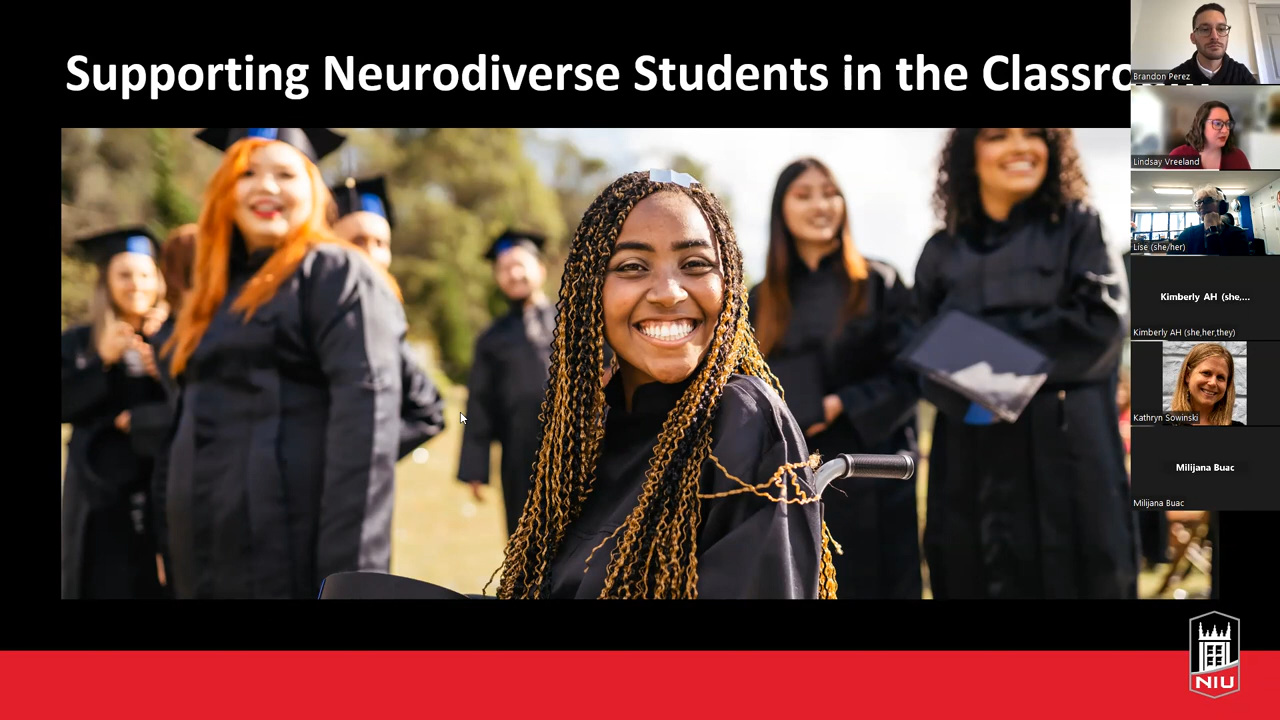 Supporting Neurodiverse Students in the Classro
Brandon Perez
Lindsay Vreeland
Lise (she/her)
Kimberly AH (she,...
Kimberly AH (she,her,they)
Kathryn Sowinski
Milijana Buac
Milijana Buac
NIU